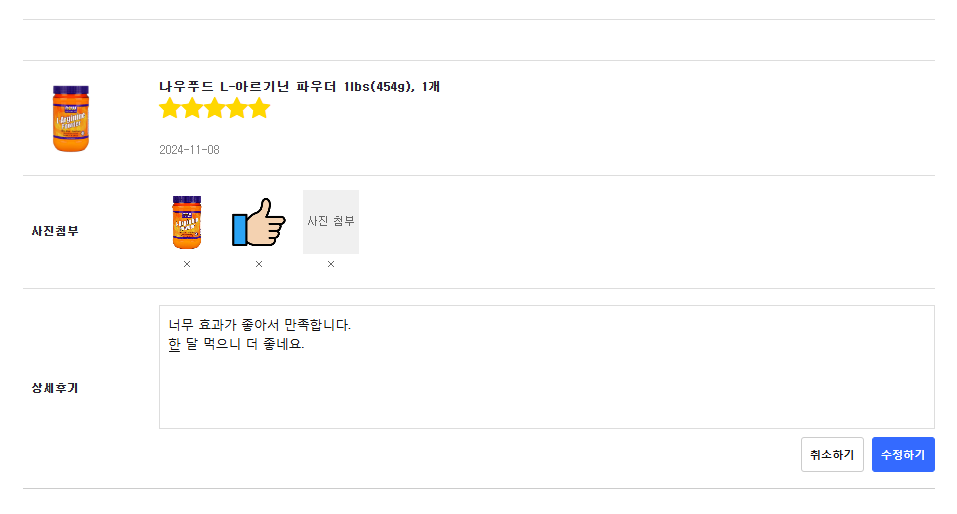 나우푸드 L-아르기닌 파우더 1lbs(454g), 1개
2024-11-08
사진첨부
사진 첨부
× × ×
너무 효과가 좋아서 만족합니다.
한 달 먹으니 더 좋네요.
상세후기
취소하기 수정하기